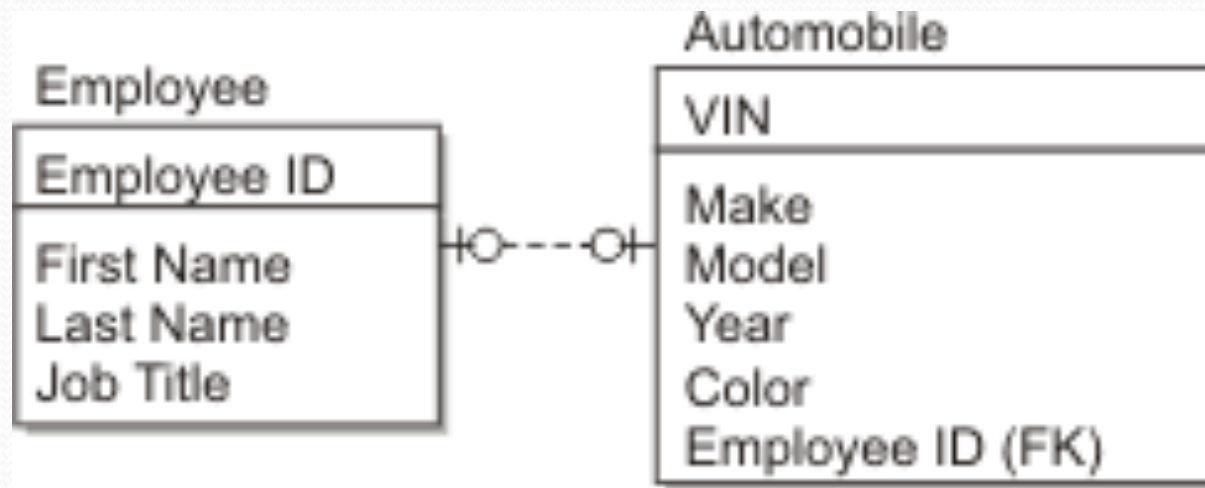 Employee
Employee ID
First Name
Last Name
Job Title
Automobile
VIN
Make
Model
Year
Color
Employee ID (FK)